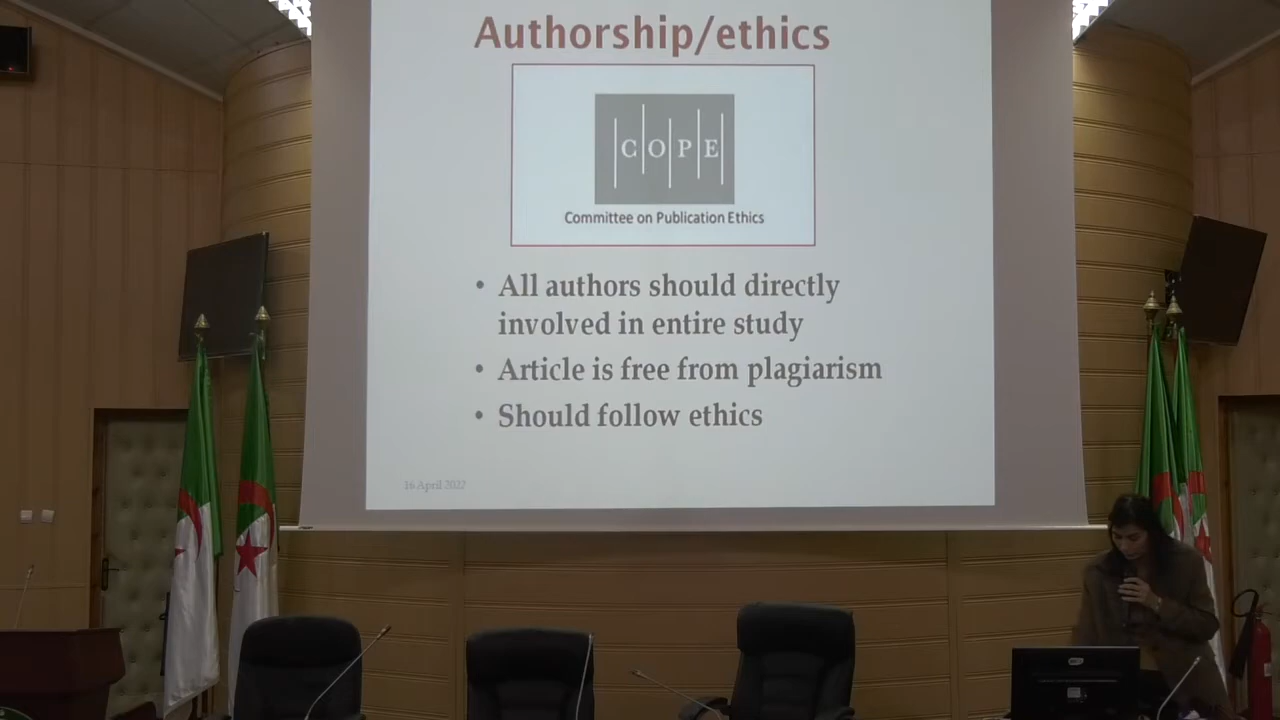 Authorship/ethics
COPE
Committee on Publication Ethics
• All authors should directly
involved in entire study
• Article is free from plagiarism
• Should follow ethics
16 April 2022